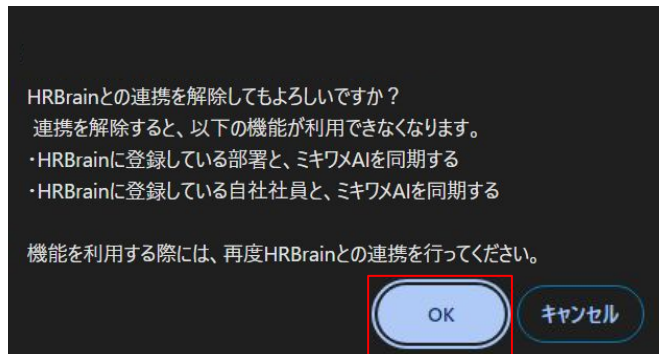 HRBrainとの連携を解除してもよろしいですか？
連携を解除すると、以下の機能が利用できなくなります。
・HRBrainに登録している部署と、ミキワメAIを同期する
・HRBrainに登録している自社社員と、ミキワメAIを同期する
機能を利用する際には、再度HRBrainとの連携を行ってください。
OK キャンセル